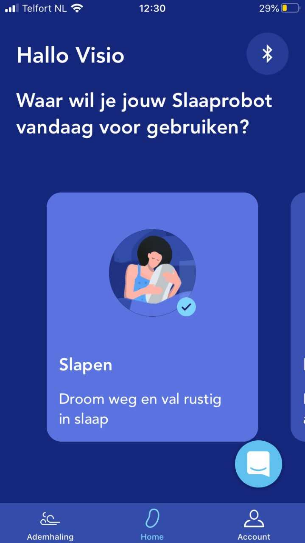 Telfort NL
12:30
29%
Hallo Visio
Waar wil je jouw Slaaprobot
vandaag voor gebruiken?
Slapen
Droom weg en val rustig
in slaap
Ademhaling
Home
Account